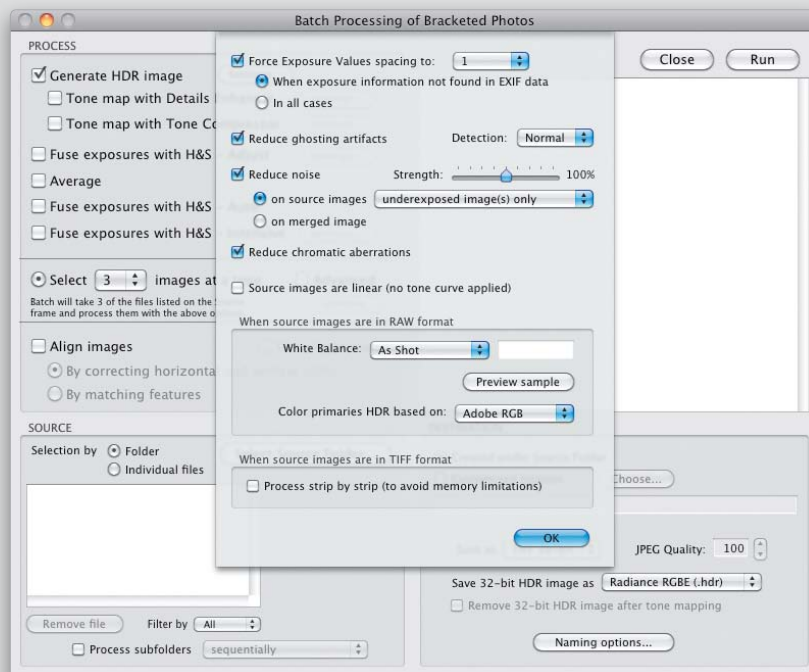 Batch Processing of Bracketed Photos
PROCESS
Generate HDR image
Tone map with Details
Tone map with Tone Co
Fuse exposures with H&S
Average
Fuse exposures with H&S
Fuse exposures with H&S
Select 3 images at
Batch will take 3 of the files listed on the
frame and process them with the above o
Align images
By correcting horizonta
By matching features
Force Exposure Values spacing to: 1
When exposure information not found in EXIF data
In all cases
Reduce ghosting artifacts Detection: Normal
Reduce noise Strength: 100%
on source images underexposed image(s) only
on merged image
Reduce chromatic aberrations
Source images are linear (no tone curve applied)
When source images are in RAW format
White Balance: As Shot
Preview sample
Color primaries HDR based on: Adobe RGB
When source images are in TIFF format
Process strip by strip (to avoid memory limitations)
OK
Close Run
SOURCE
Selection by Folder
Individual files
Remove file Filter by All
Process subfolders sequentially
Choose...
JPEG Quality: 100
Save 32-bit HDR image as Radiance RGBE (.hdr)
Remove 32-bit HDR image after tone mapping
Naming options...